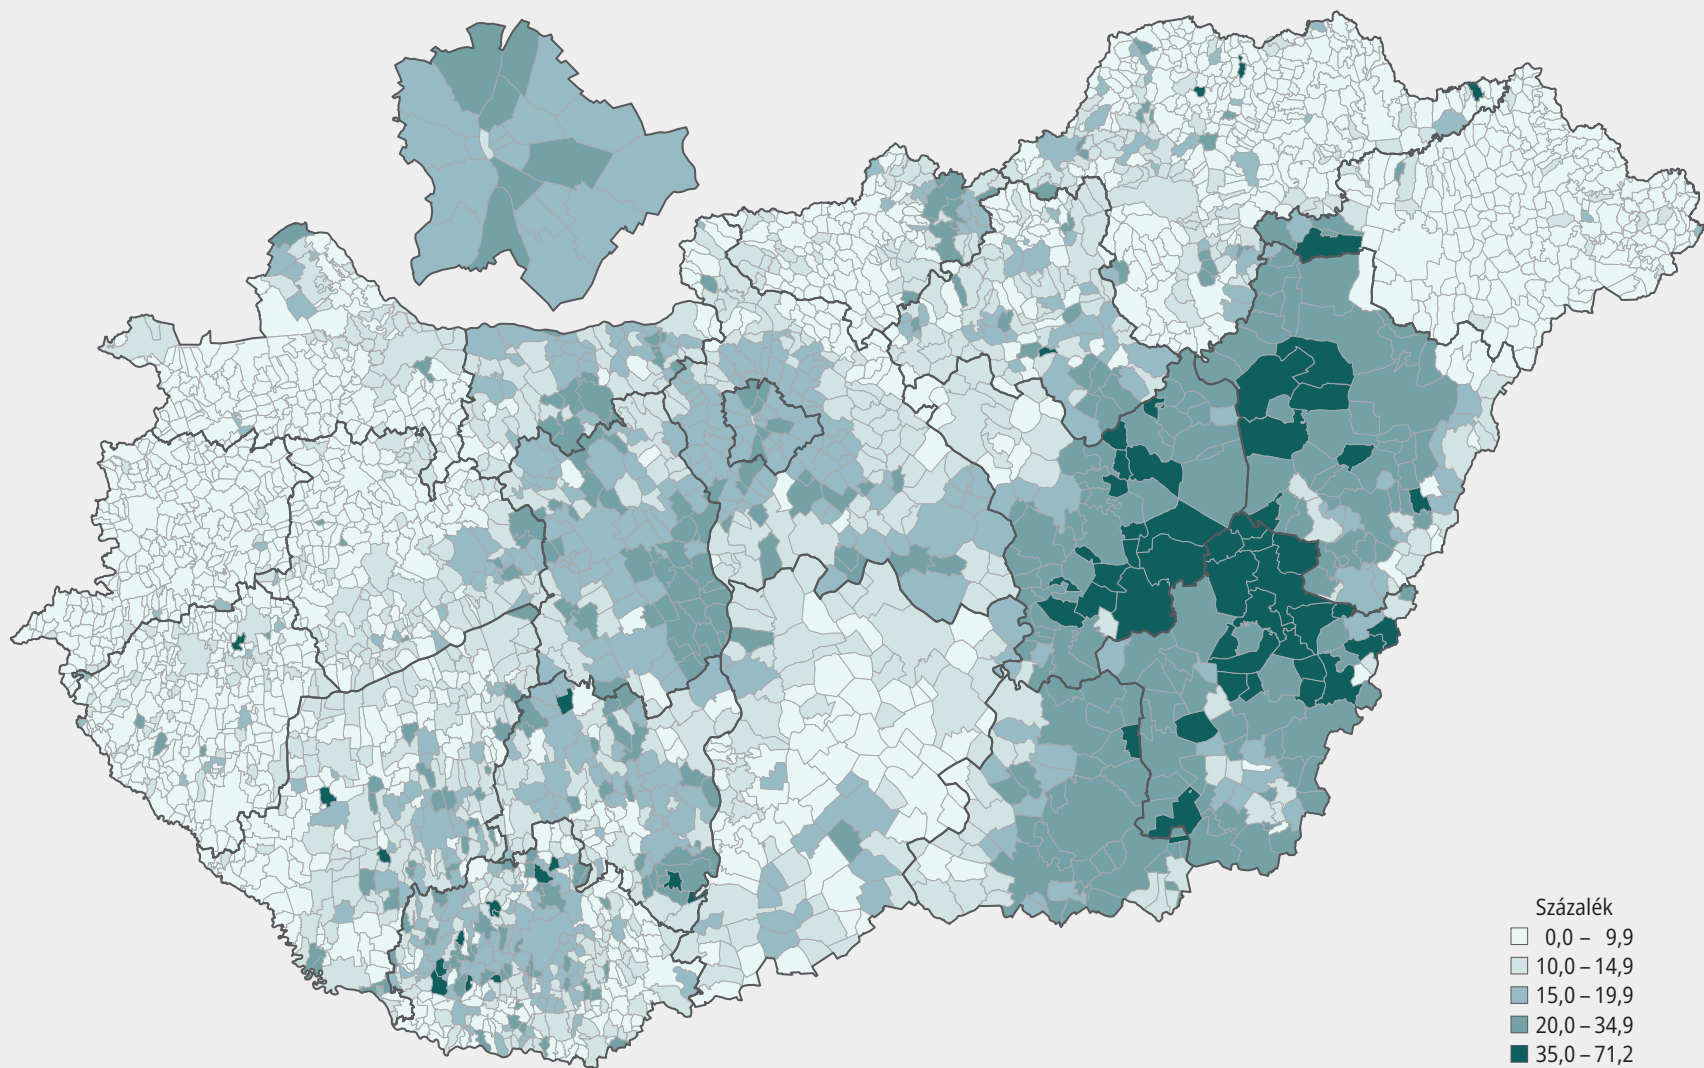 Százalék
0,0 – 9,9
10,0 – 14,9
15,0 – 19,9
20,0 – 34,9
35,0 – 71,2